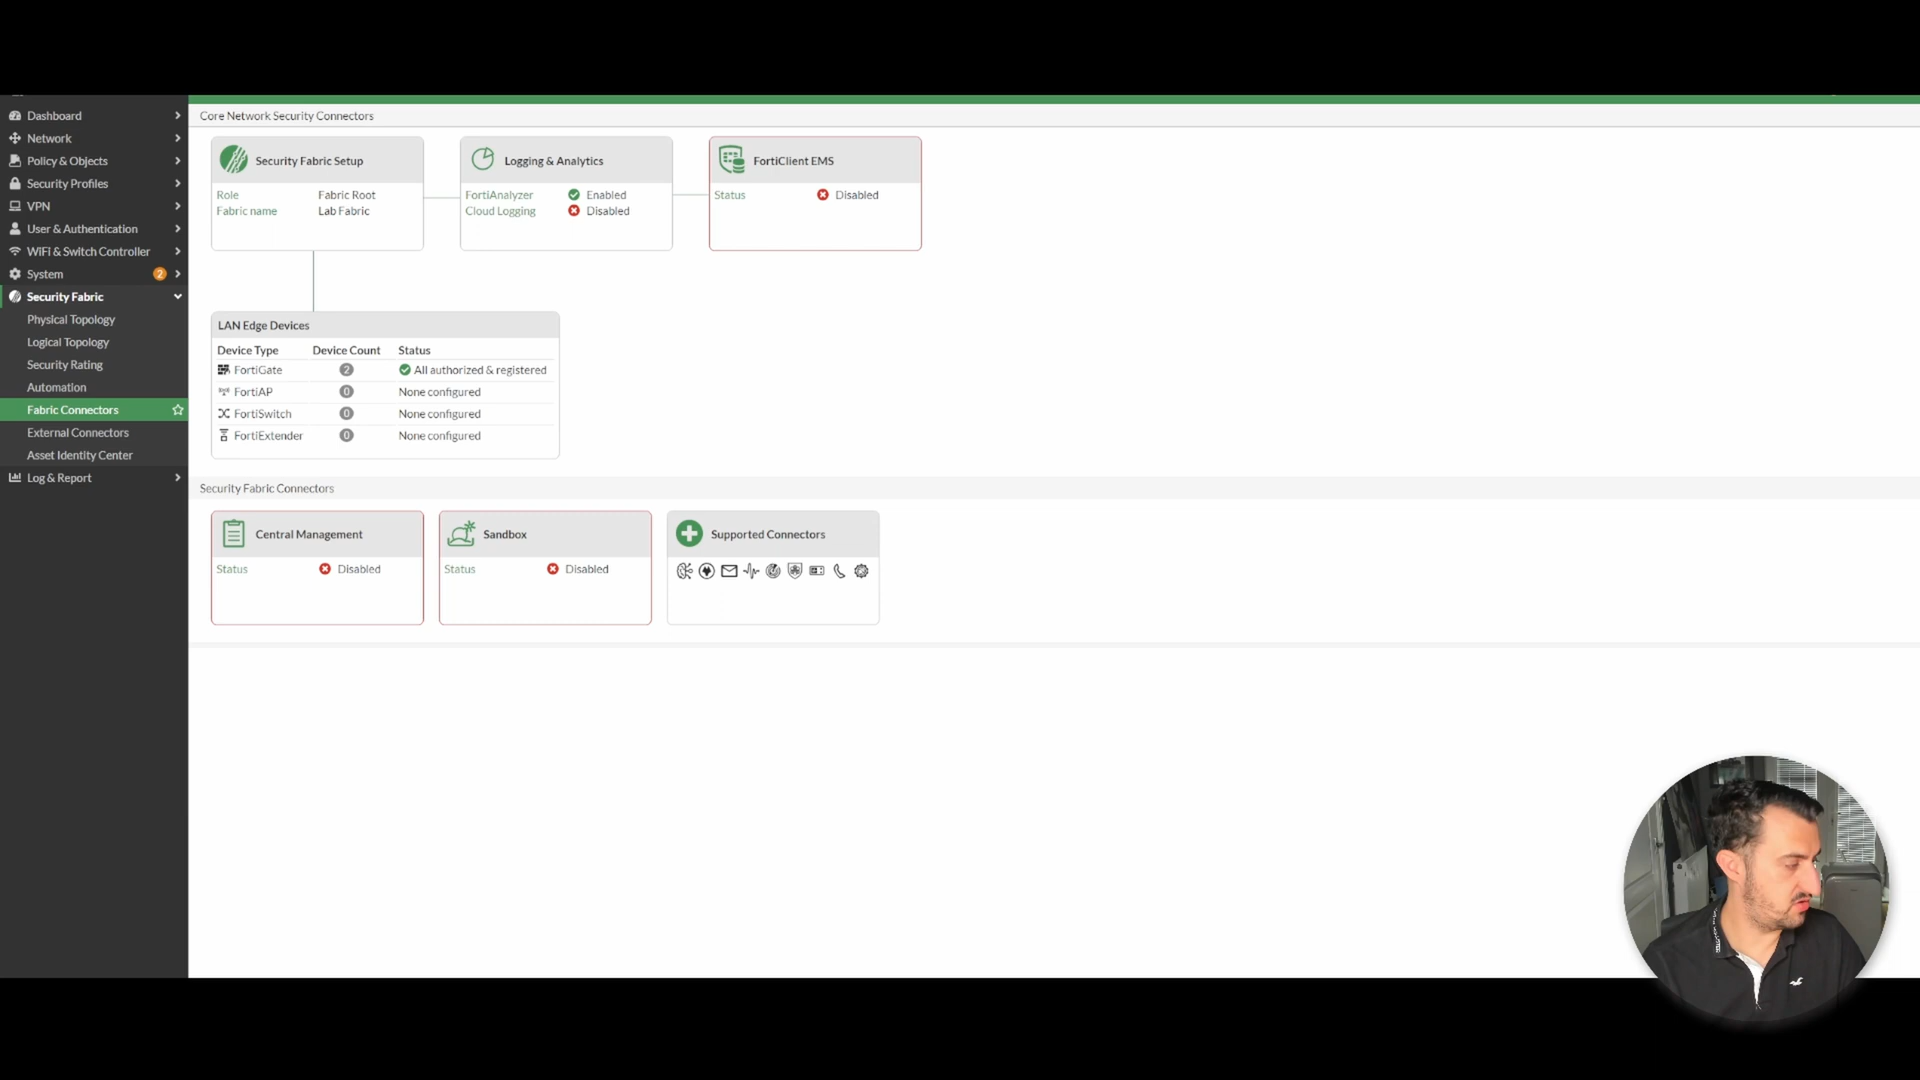 Dashboard
Network
Policy & Objects
Security Profiles
VPN
User & Authentication
WiFi & Switch Controller
System 2
Security Fabric
Physical Topology
Logical Topology
Security Rating
Automation
Fabric Connectors
External Connectors
Asset Identity Center
Log & Report
Core Network Security Connectors
Security Fabric Setup
Role Fabric Root
Fabric name Lab Fabric
Logging & Analytics
FortiAnalyzer Enabled
Cloud Logging Disabled
FortiClient EMS
Status Disabled
LAN Edge Devices
Device Type Device Count Status
FortiGate 2 All authorized & registered
FortiAP 0 None configured
FortiSwitch 0 None configured
FortiExtender 0 None configured
Security Fabric Connectors
Central Management
Status Disabled
Sandbox
Status Disabled
Supported Connectors